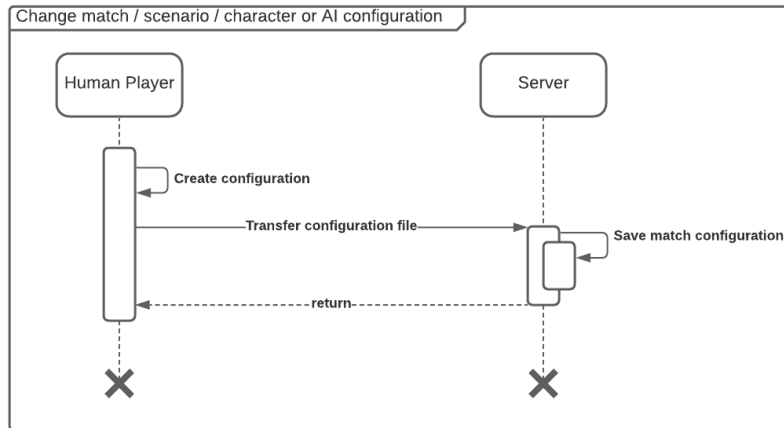 Change match / scenario / character or AI configuration
Human Player
Server
Create configuration
Transfer configuration file
Save match configuration
return